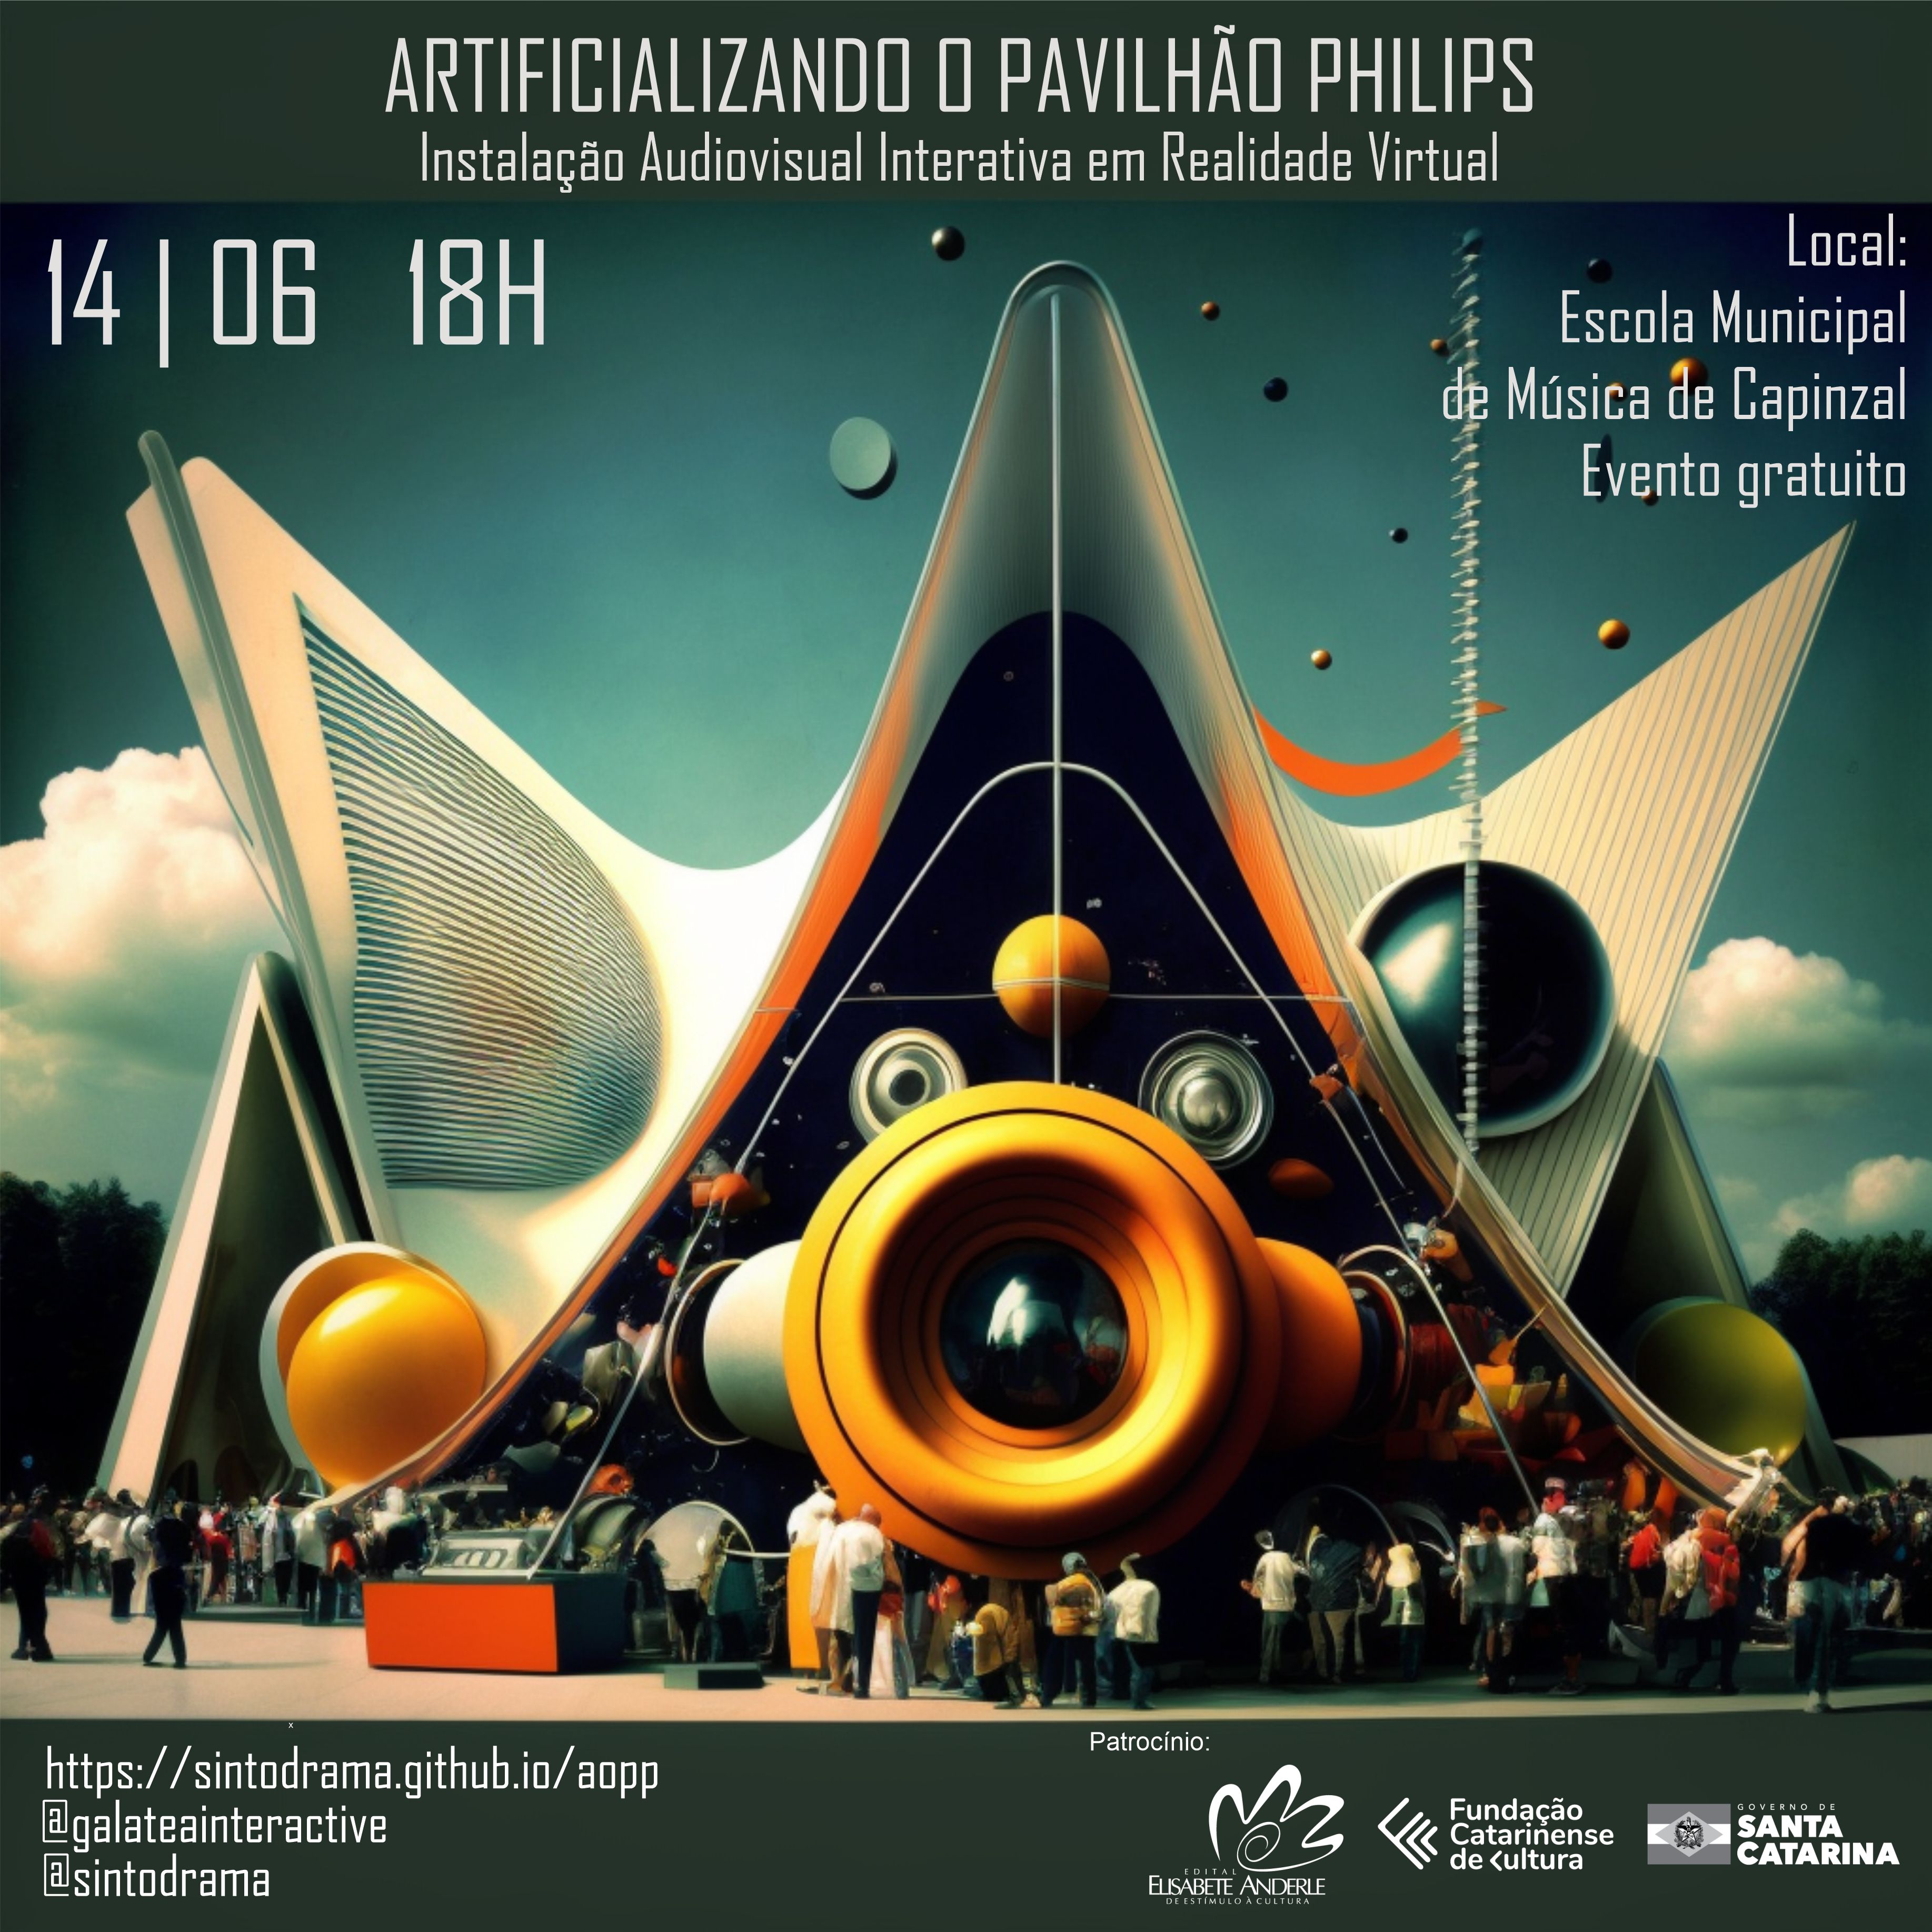 ARTIFICIALIZANDO O PAVILHÃO PHILIPS
Instalação Audiovisual Interativa em Realidade Virtual
14 | 06 18H
Local:
Escola Municipal
de Música de Capinzal
Evento gratuito
x
https://sintodrama.github.io/aopp
@galateainteractive
@sintodrama
Patrocínio:
EDITAL
ELISABETE ANDERLE
DE ESTÍMULO À CULTURA
Fundação
Catarinense
de Cultura
GOVERNO DE
SANTA
CATARINA